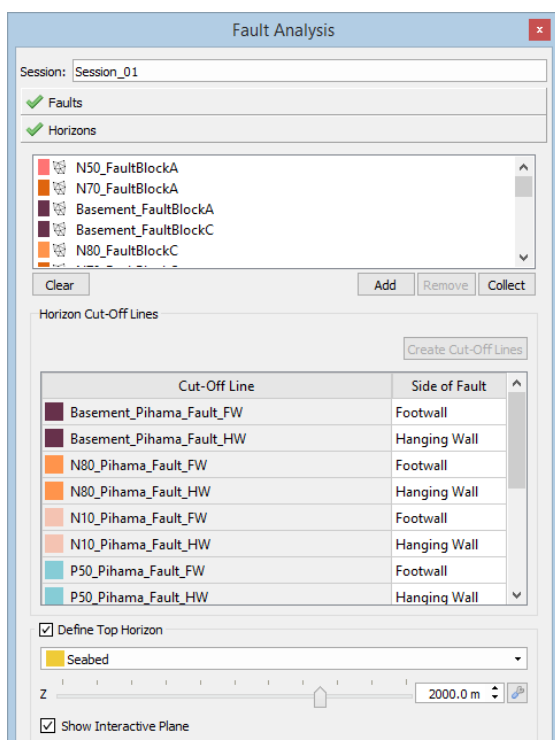 Fault Analysis
x
Session: Session_01
Faults
Horizons
N50_FaultBlockA
N70_FaultBlockA
Basement_FaultBlockA
Basement_FaultBlockC
N80_FaultBlockC
Clear Add Remove Collect
Horizon Cut-Off Lines
Create Cut-Off Lines
Cut-Off Line Side of Fault
Basement_Pihama_Fault_FW Footwall
Basement_Pihama_Fault_HW Hanging Wall
N80_Pihama_Fault_FW Footwall
N80_Pihama_Fault_HW Hanging Wall
N10_Pihama_Fault_FW Footwall
N10_Pihama_Fault_HW Hanging Wall
P50_Pihama_Fault_FW Footwall
P50_Pihama_Fault_HW Hanging Wall
Define Top Horizon
Seabed
Z 2000.0 m
Show Interactive Plane